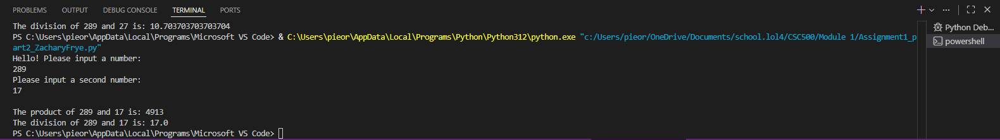 PROBLEMS OUTPUT DEBUG CONSOLE TERMINAL PORTS
The division of 289 and 27 is: 10.703703703703704
PS C:\Users\pieor\AppData\Local\Programs\Microsoft VS Code> & C:\Users\pieor\AppData\Local\Programs\Python\Python312\python.exe "c:/Users/pieor/OneDrive/Documents/school.lol4/CSC500/Module 1/Assignment1_p
art2_ZacharyFrye.py"
Hello! Please input a number:
289
Please input a second number:
17
The product of 289 and 17 is: 4913
The division of 289 and 17 is: 17.0
PS C:\Users\pieor\AppData\Local\Programs\Microsoft VS Code>
Python Deb...
powershell